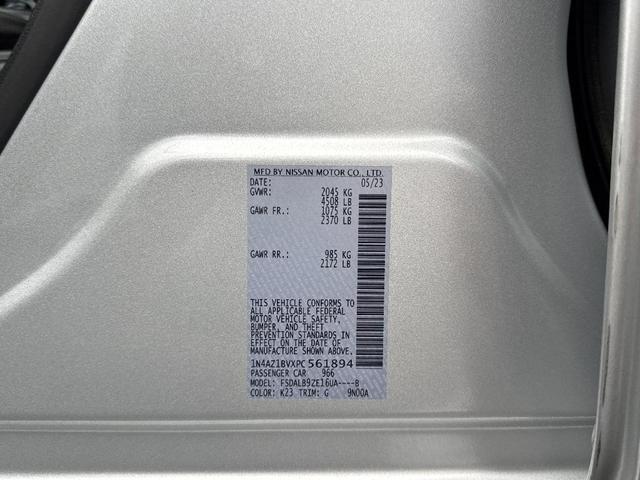 MFD BY NISSAN MOTOR CO., LTD.
DATE: 05/23
GVWR: 2045 KG
4508 LB
GAWR FR.: 1075 KG
2370 LB
GAWR RR.: 985 KG
2172 LB
THIS VEHICLE CONFORMS TO
ALL APPLICABLE FEDERAL
MOTOR VEHICLE SAFETY,
BUMPER, AND THEFT
PREVENTION STANDARDS IN
EFFECT ON THE DATE OF
MANUFACTURE SHOWN ABOVE.
1N4AZ1BVXPC561894
PASSENGER CAR 966
MODEL: FSDALB9ZE16UA----B
COLOR: K23 TRIM: G 9N00A